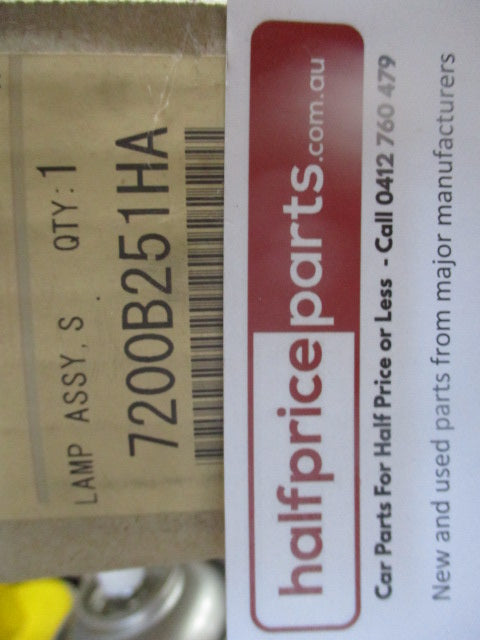 LAMP ASSY, S. QTY:1
7200B251HA
halfpriceparts.com.au
Car Parts For Half Price or Less - Call 0412 760 479
New and used parts from major manufacturers